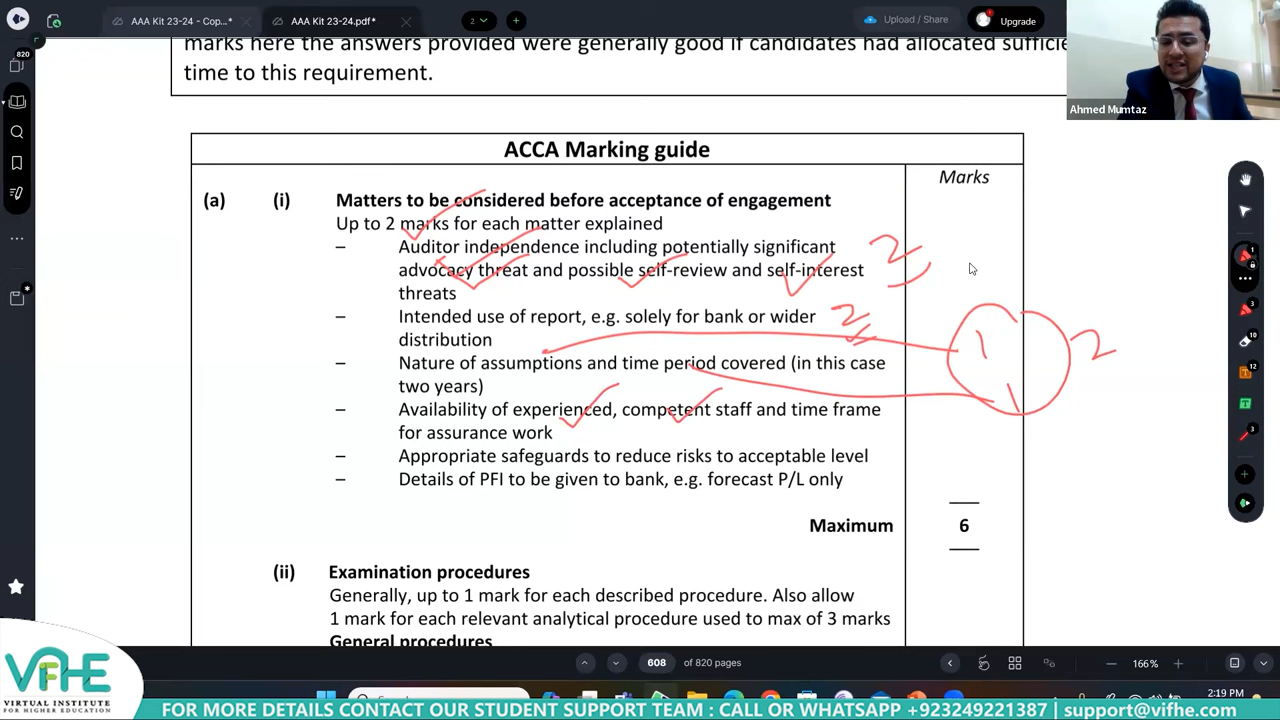 AAA Kit 23-24 - Cop...*
AAA Kit 23-24.pdf*
2
Upload / Share
Upgrade
820
marks here the answers provided were generally good if candidates had allocated
time to this requirement.
Ahmed Mumtaz
ACCA Marking guide
Marks
(a) (i) Matters to be considered before acceptance of engagement
Up to 2 marks for each matter explained
– Auditor independence including potentially significant
advocacy threat and possible self-review and self-interest
threats
2
– Intended use of report, e.g. solely for bank or wider
distribution
2
– Nature of assumptions and time period covered (in this case
two years)
1
1
2
– Availability of experienced, competent staff and time frame
for assurance work
– Appropriate safeguards to reduce risks to acceptable level
– Details of PFI to be given to bank, e.g. forecast P/L only
Maximum 6
(ii) Examination procedures
Generally, up to 1 mark for each described procedure. Also allow
1 mark for each relevant analytical procedure used to max of 3 marks
General procedures
1
3
10
12
3
608 of 820 pages
166%
2:19 PM
VFHE
VIRTUAL INSTITUTE
FOR HIGHER EDUCATION
FOR MORE DETAILS CONTACT OUR STUDENT SUPPORT TEAM : CALL OR WHATSAPP +923249221387 | support@vifhe.com